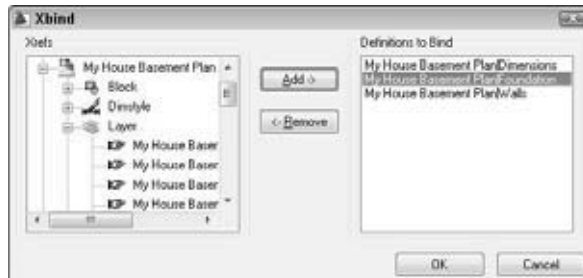 Xbind
Xrefs
My House Basement Plan
Block
Dimstyle
Layer
My House Baser
My House Baser
My House Baser
My House Baser
Add ->
<- Remove
Definitions to Bind
My House Basement Plan|Dimensions
My House Basement Plan|Foundation
My House Basement Plan|Walls
OK
Cancel